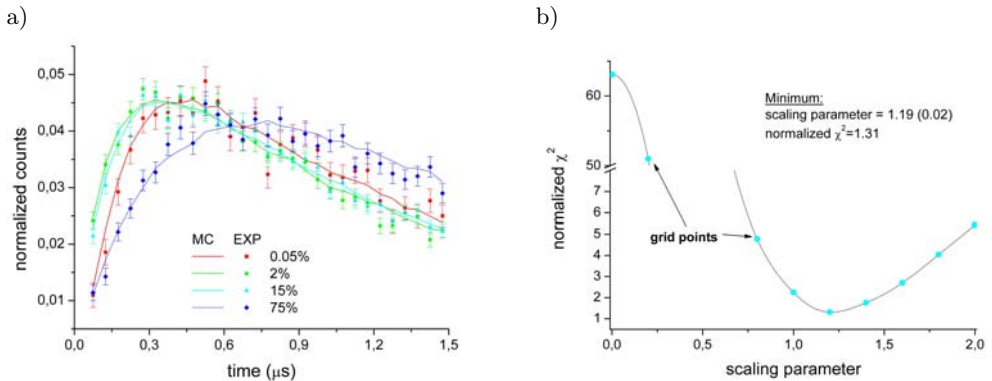 a)
0,05
0,04
0,03
0,02
0,01
normalized counts
0,0
0,3
0,6
0,9
1,2
1,5
time (μs)
MC EXP
0.05%
2%
15%
75%
b)
60
50
7
6
5
4
3
2
1
normalized χ²
0,0
0,5
1,0
1,5
2,0
scaling parameter
Minimum:
scaling parameter = 1.19 (0.02)
normalized χ²=1.31
grid points